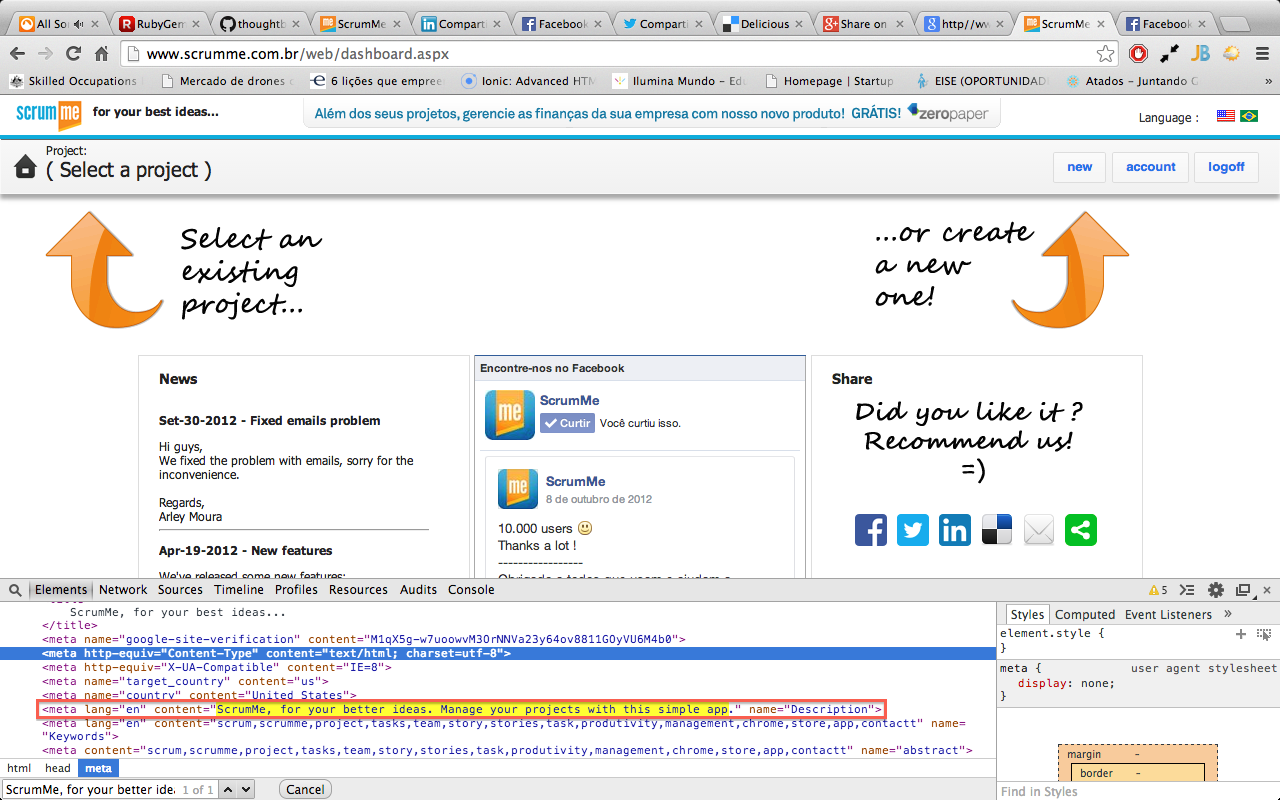 All So
RubyGem
thoughtb
ScrumMe
Comparti
Facebook
Comparti
Delicious
Share on
http//ww
ScrumMe
Facebook
www.scrumme.com.br/web/dashboard.aspx
Skilled Occupations
Mercado de drones c
6 lições que empreen
Ionic: Advanced HTM
Ilumina Mundo – Edu
Homepage | Startup
EISE (OPORTUNIDAD
Atados – Juntando G
»
scrum me
for your best ideas...
Além dos seus projetos, gerencie as finanças da sua empresa com nosso novo produto! GRÁTIS! zeropaper
Language :
Project:
( Select a project )
new
account
logoff
Select an
existing
project...
...or create
a new
one!
News
Set-30-2012 - Fixed emails problem
Hi guys,
We fixed the problem with emails, sorry for the
inconvenience.
Regards,
Arley Moura
Apr-19-2012 - New features
We've released some new features:
Encontre-nos no Facebook
me
ScrumMe
Curtir Você curtiu isso.
me
ScrumMe
8 de outubro de 2012
10.000 users
Thanks a lot !
-----------------
Obrigado a todos que usam e ajudam a
Share
Did you like it ?
Recommend us!
=)
Elements Network Sources Timeline Profiles Resources Audits Console
5
ScrumMe, for your best ideas...
</title>
<meta name="google-site-verification" content="M1qX5g-w7uoowvM3OrNNVa23y64ov8811GOyVU6M4b0">
<meta http-equiv="Content-Type" content="text/html; charset=utf-8">
<meta http-equiv="X-UA-Compatible" content="IE=8">
<meta name="target_country" content="us">
<meta name="country" content="United States">
<meta lang="en" content="ScrumMe, for your better ideas. Manage your projects with this simple app." name="Description">
<meta lang="en" content="scrum,scrumme,project,tasks,team,story,stories,task,produtivity,management,chrome,store,app,contactt" name=
"Keywords">
<meta content="scrum,scrumme,project,tasks,team,story,stories,task,produtivity,management,chrome,store,app,contactt" name="abstract">
html head meta
ScrumMe, for your better idea
1 of 1
Cancel
Styles Computed Event Listeners »
element.style {
}
meta { user agent stylesheet
display: none;
}
margin -
border -
Find in Styles